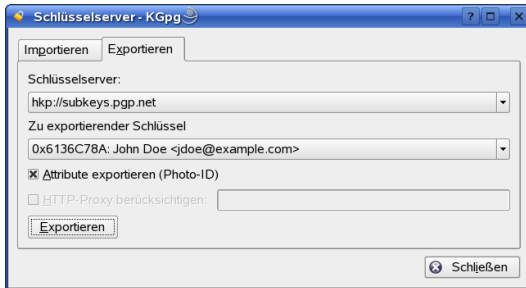 Schlüsselserver - KGpg
Importieren Exportieren
Schlüsselserver:
hkp://subkeys.pgp.net
Zu exportierender Schlüssel
0x6136C78A: John Doe <jdoe@example.com>
Attribute exportieren (Photo-ID)
HTTP-Proxy berücksichtigen:
Exportieren
Schließen